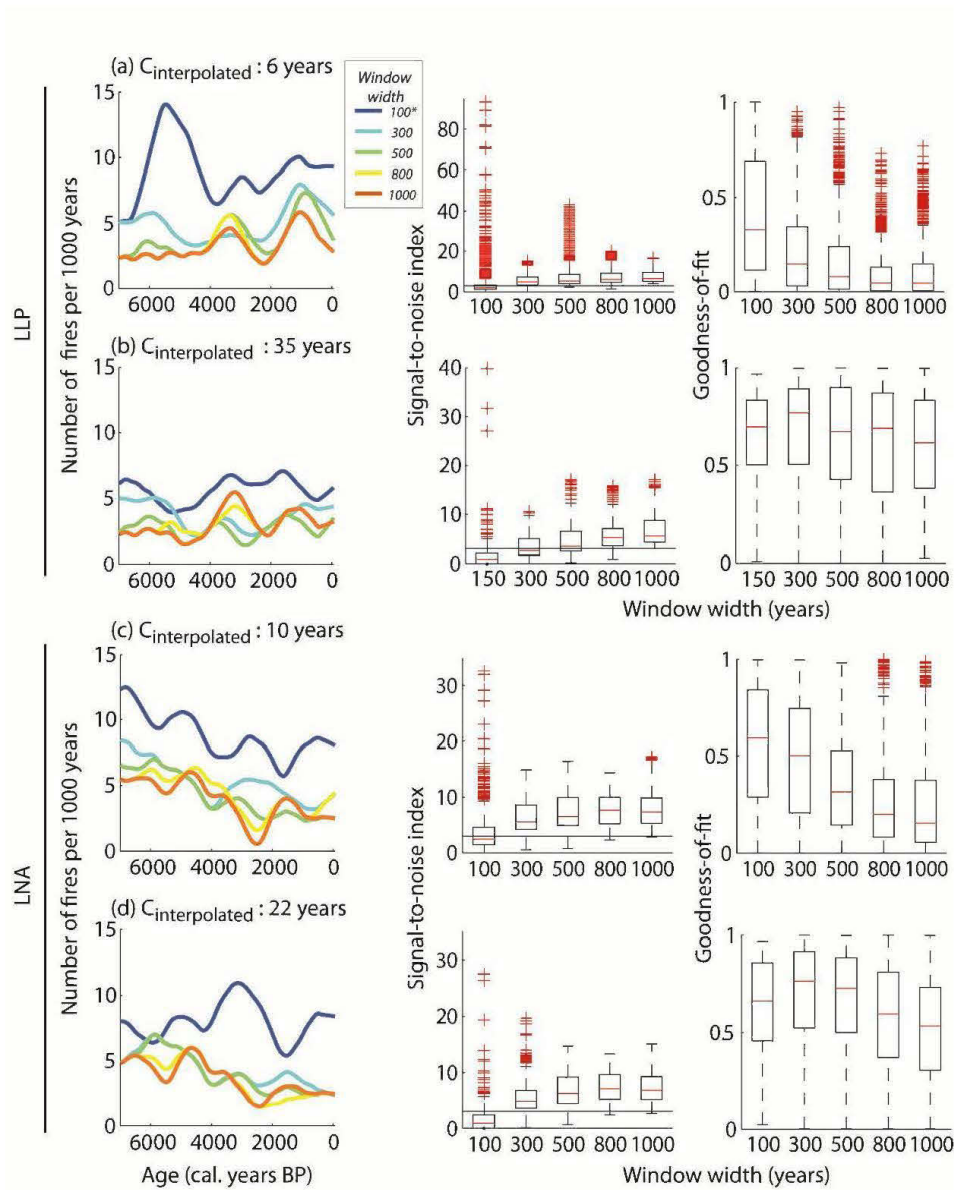 (a) Cinterpolated : 6 years
Window
width
100*
300
500
800
1000
15
10
5
0
6000 4000 2000 0
80
60
40
20
0
100 300 500 800 1000
Signal-to-noise index
1
0.5
0
100 300 500 800 1000
Goodness-of-fit
LLP
Number of fires per 1000 years
(b) Cinterpolated : 35 years
15
10
5
0
6000 4000 2000 0
40
30
20
10
0
150 300 500 800 1000
1
0.5
0
150 300 500 800 1000
Window width (years)
(c) Cinterpolated : 10 years
15
10
5
0
6000 4000 2000 0
30
20
10
0
100 300 500 800 1000
Signal-to-noise index
1
0.5
0
100 300 500 800 1000
Goodness-of-fit
LNA
Number of fires per 1000 years
(d) Cinterpolated : 22 years
15
10
5
0
6000 4000 2000 0
Age (cal. years BP)
30
20
10
0
100 300 500 800 1000
1
0.5
0
100 300 500 800 1000
Window width (years)